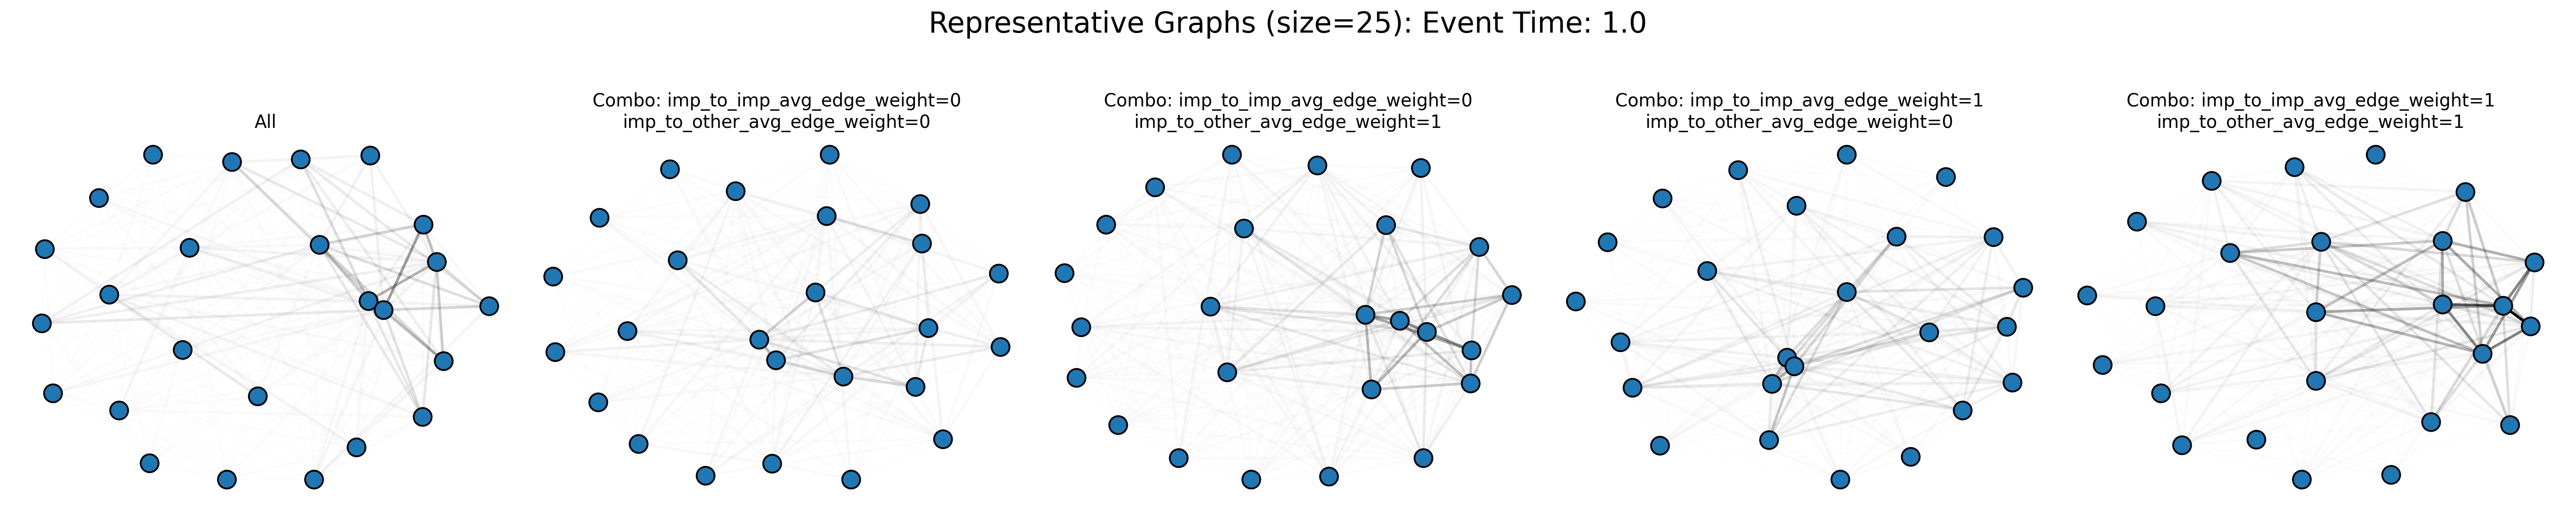 Representative Graphs (size=25): Event Time: 1.0
All
Combo: imp_to_imp_avg_edge_weight=0
imp_to_other_avg_edge_weight=0
Combo: imp_to_imp_avg_edge_weight=0
imp_to_other_avg_edge_weight=1
Combo: imp_to_imp_avg_edge_weight=1
imp_to_other_avg_edge_weight=0
Combo: imp_to_imp_avg_edge_weight=1
imp_to_other_avg_edge_weight=1